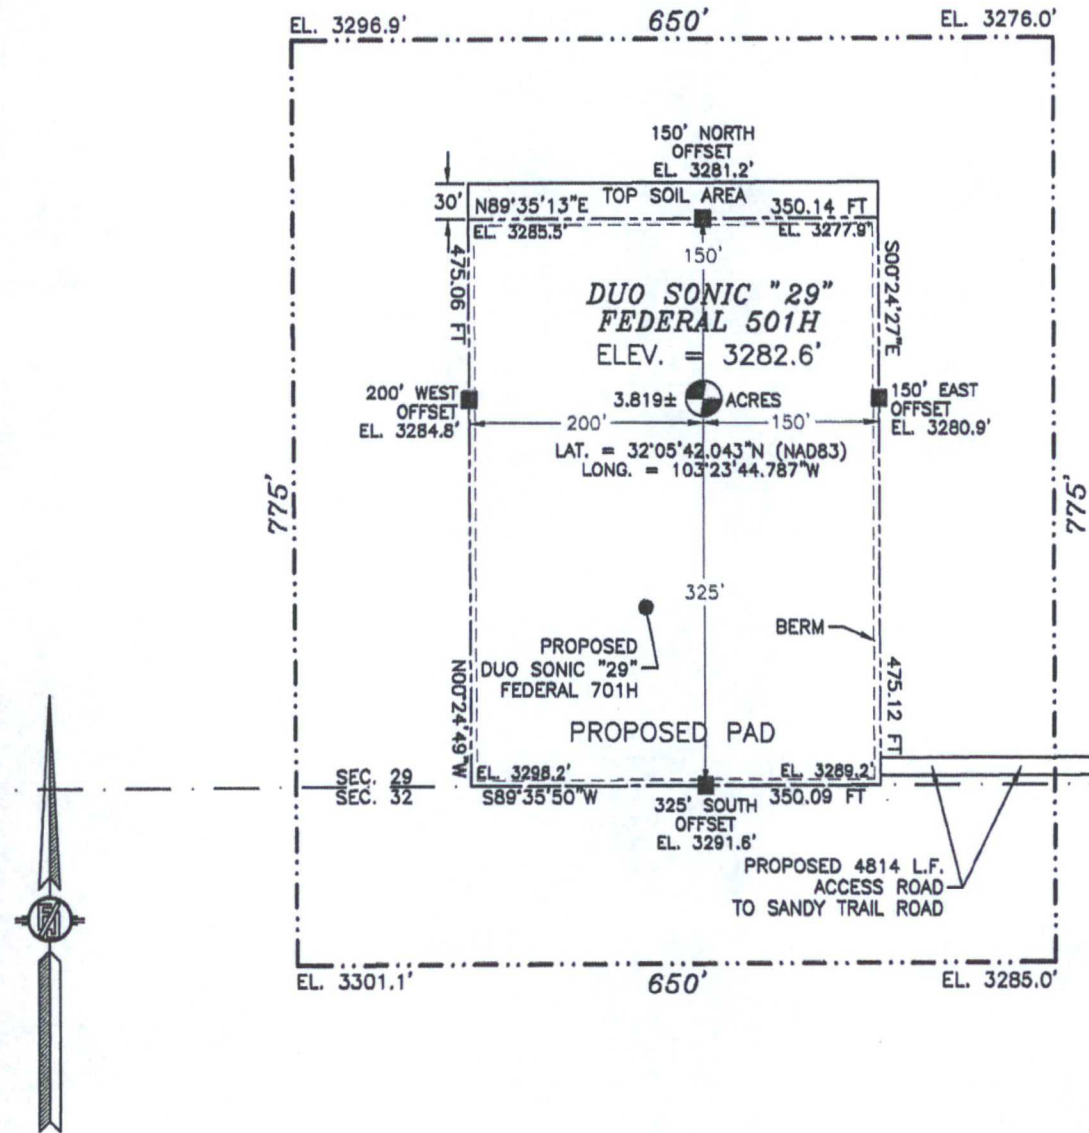 EL. 3296.9'
650'
EL. 3276.0'
150' NORTH
OFFSET
EL. 3281.2'
30'
TOP SOIL AREA
N89°35'13"E
350.14 FT
EL. 3285.5'
EL. 3277.9'
475.06 FT
150'
S00°24'27"E
DUO SONIC "29"
FEDERAL 501H
ELEV. = 3282.6'
200' WEST
OFFSET
EL. 3284.8'
3.819± ACRES
150' EAST
OFFSET
EL. 3280.9'
200'
150'
LAT. = 32°05'42.043"N (NAD83)
LONG. = 103°23'44.787"W
775'
775'
325'
BERM
PROPOSED
DUO SONIC "29"
FEDERAL 701H
N00°24'49"W
475.12 FT
PROPOSED PAD
SEC. 29
SEC. 32
EL. 3298.2'
EL. 3289.2'
S89°35'50"W
350.09 FT
325' SOUTH
OFFSET
EL. 3291.6'
PROPOSED 4814 L.F.
ACCESS ROAD
TO SANDY TRAIL ROAD
EL. 3301.1'
650'
EL. 3285.0'